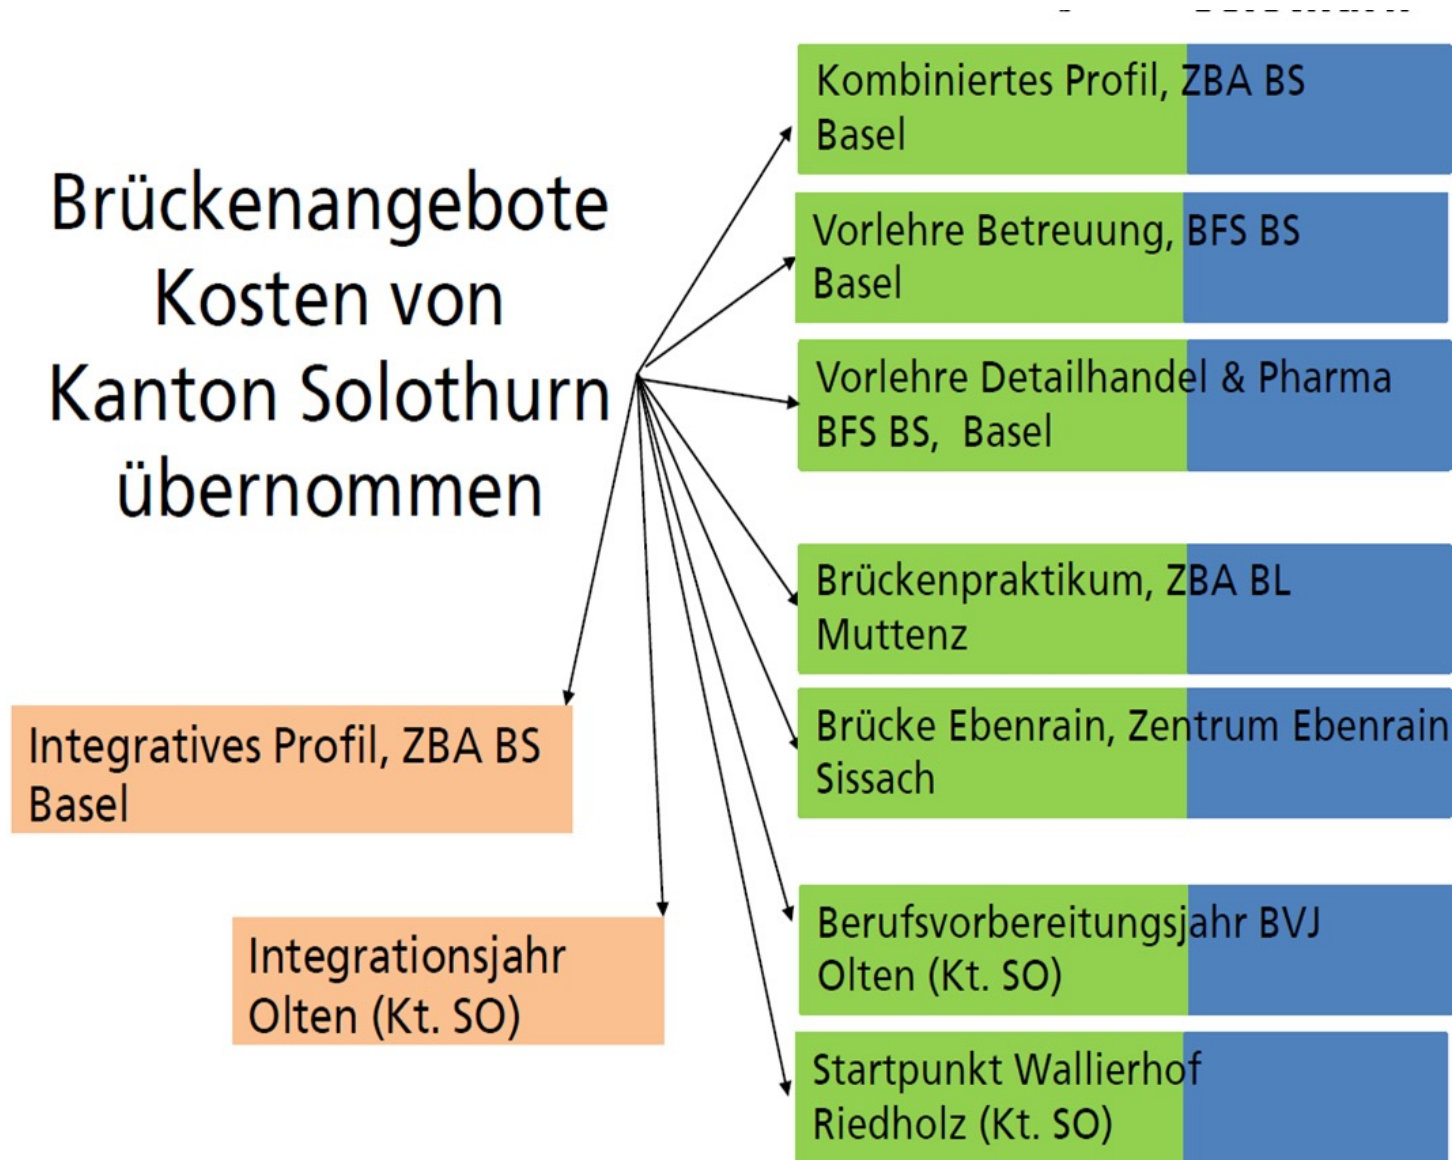 Brückenangebote
Kosten von
Kanton Solothurn
übernommen
Kombiniertes Profil, ZBA BS
Basel
Vorlehre Betreuung, BFS BS
Basel
Vorlehre Detailhandel & Pharma
BFS BS,  Basel
Brückenpraktikum, ZBA BL
Muttenz
Brücke Ebenrain, Zentrum Ebenrain
Sissach
Berufsvorbereitungsjahr BVJ
Olten (Kt. SO)
Startpunkt Wallierhof
Riedholz (Kt. SO)
Integratives Profil, ZBA BS
Basel
Integrationsjahr
Olten (Kt. SO)